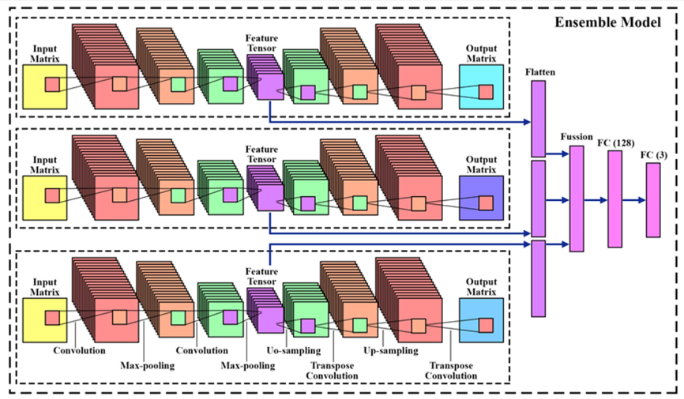 Ensemble Model
Input
Matrix
Feature
Tensor
Output
Matrix
Flatten
Input
Matrix
Feature
Tensor
Output
Matrix
Fussion
FC (128)
FC (3)
Input
Matrix
Feature
Tensor
Output
Matrix
Convolution
Convolution
Uo-sampling
Up-sampling
Max-pooling
Max-pooling
Transpose
Convolution
Transpose
Convolution